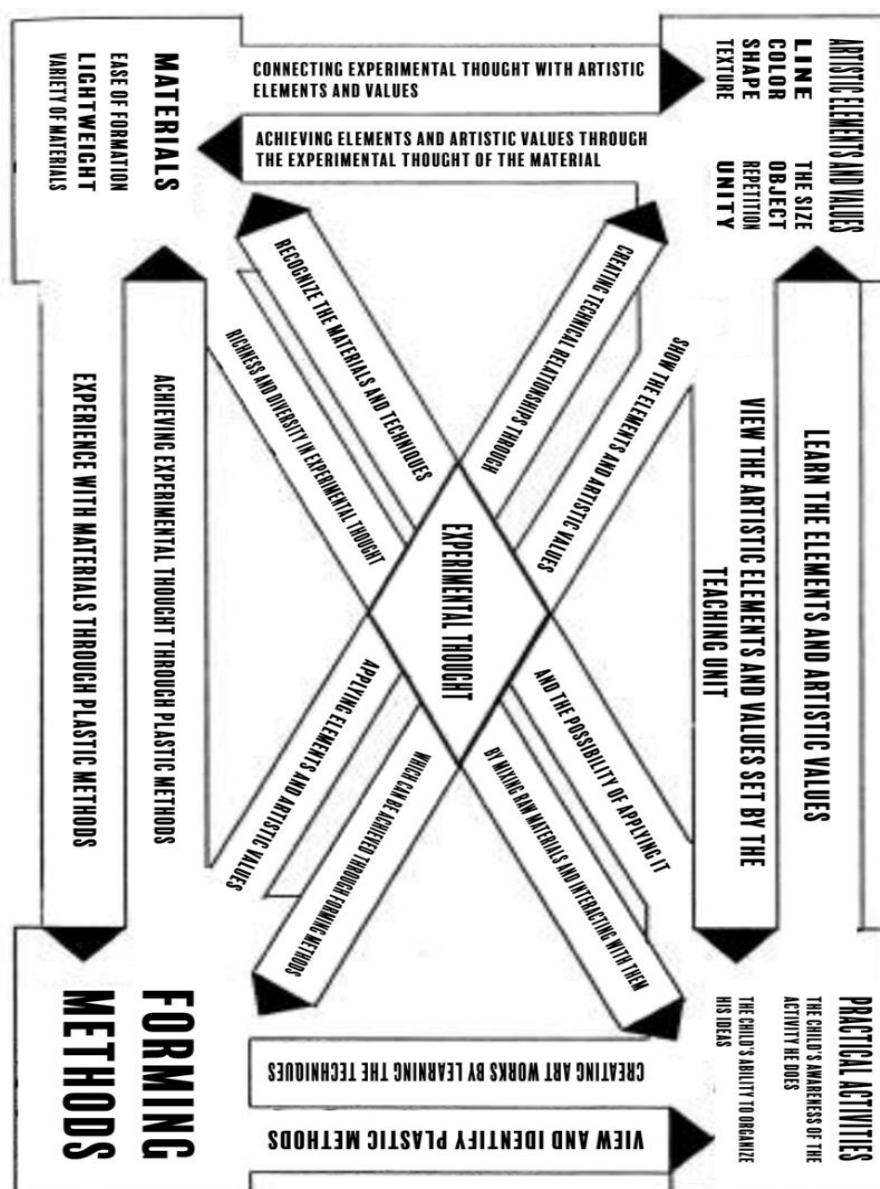 MATERIALS
EASE OF FORMATION
LIGHTWEIGHT
VARIETY OF MATERIALS
CONNECTING EXPERIMENTAL THOUGHT WITH ARTISTIC
ELEMENTS AND VALUES
ACHIEVING ELEMENTS AND ARTISTIC VALUES THROUGH
THE EXPERIMENTAL THOUGHT OF THE MATERIAL
ARTISTIC ELEMENTS AND VALUES
LINE
COLOR
SHAPE
TEXTURE
THE SIZE
OBJECT
REPETITION
UNITY
RECOGNIZE THE MATERIALS AND TECHNIQUES
RICHNESS AND DIVERSITY IN EXPERIMENTAL THOUGHT
CREATING TECHNICAL RELATIONSHIPS THROUGH
SHOW THE ELEMENTS AND ARTISTIC VALUES
EXPERIMENTAL THOUGHT
ACHIEVING EXPERIMENTAL THOUGHT THROUGH PLASTIC METHODS
EXPERIENCE WITH MATERIALS THROUGH PLASTIC METHODS
LEARN THE ELEMENTS AND ARTISTIC VALUES
VIEW THE ARTISTIC ELEMENTS AND VALUES SET BY THE
TEACHING UNIT
APPLYING ELEMENTS AND ARTISTIC VALUES
WHICH CAN BE ACHIEVED THROUGH FORMING METHODS
AND THE POSSIBILITY OF APPLYING IT
BY MIXING RAW MATERIALS AND INTERACTING WITH THEM
FORMING
METHODS
CREATING ART WORKS BY LEARNING THE TECHNIQUES
VIEW AND IDENTIFY PLASTIC METHODS
PRACTICAL ACTIVITIES
THE CHILD'S AWARENESS OF THE
ACTIVITY HE DOES
THE CHILD'S ABILITY TO ORGANIZE
HIS IDEAS